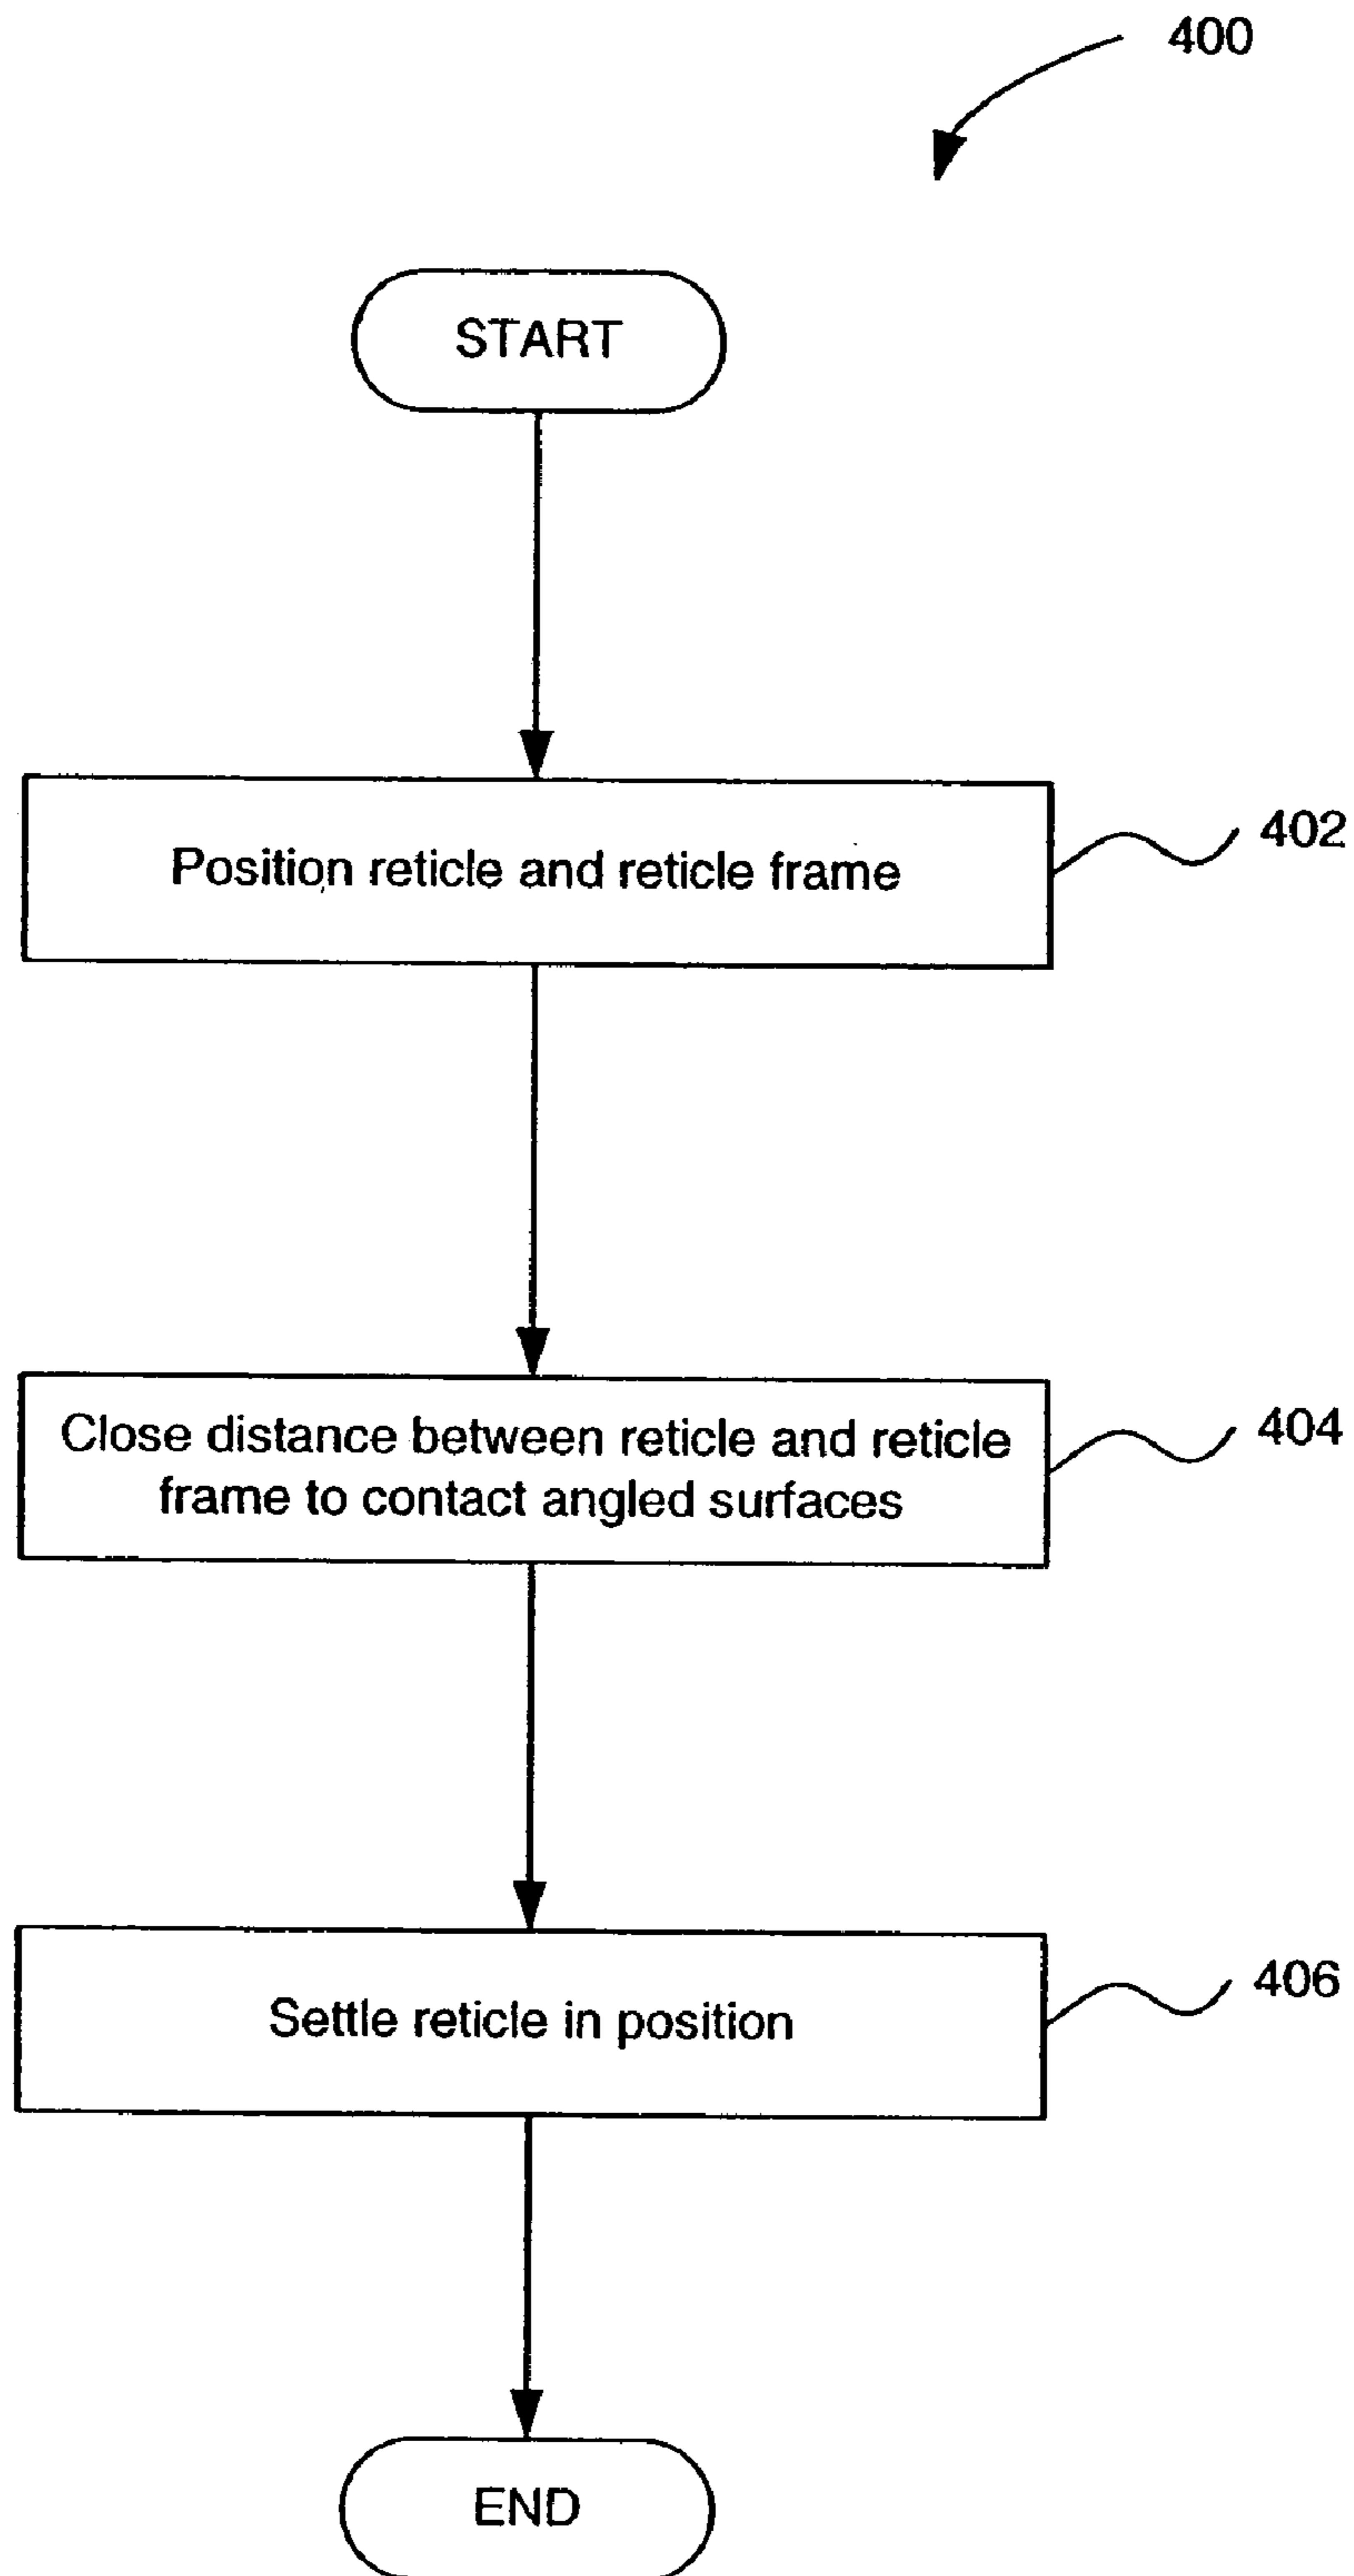 400
START
Position reticle and reticle frame
402
Close distance between reticle and reticle
frame to contact angled surfaces
404
Settle reticle in position
406
END